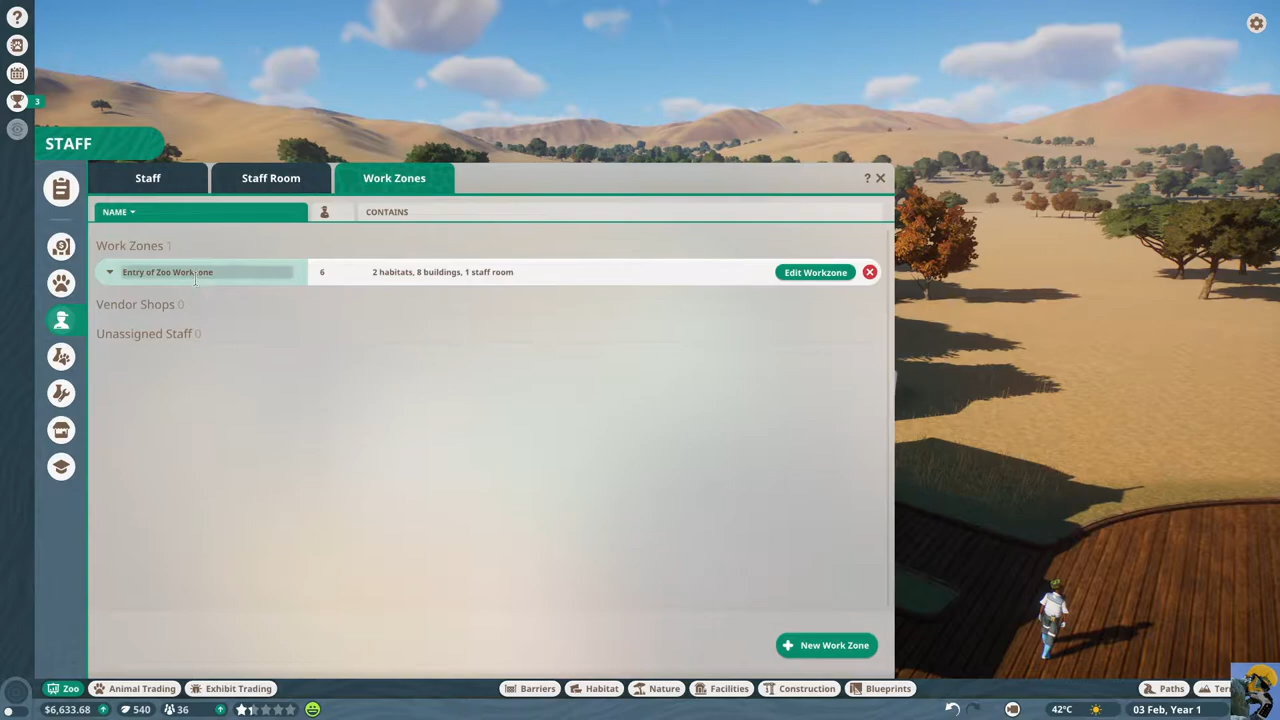 3
STAFF
Staff
Staff Room
Work Zones
?
NAME
CONTAINS
Work Zones 1
Entry of Zoo Workzone
6
2 habitats, 8 buildings, 1 staff room
Edit Workzone
Vendor Shops 0
Unassigned Staff 0
New Work Zone
Zoo
Animal Trading
Exhibit Trading
Barriers
Habitat
Nature
Facilities
Construction
Blueprints
Paths
Terr
$6,633.68
540
36
42°C
03 Feb, Year 1